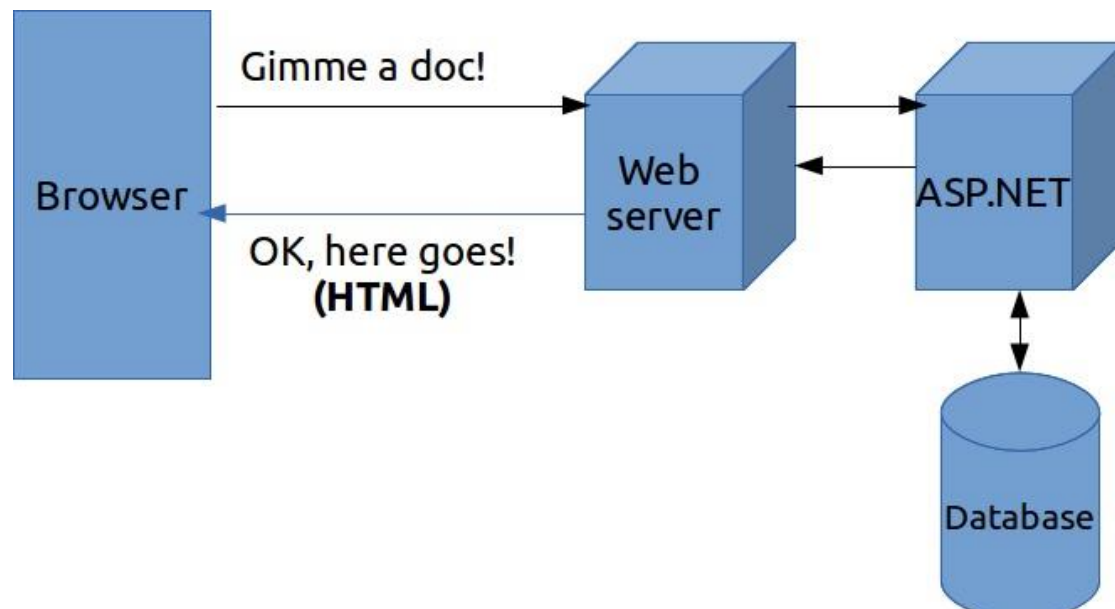 Gimme a doc!
Browser
Web
server
ASP.NET
OK, here goes!
(HTML)
Database